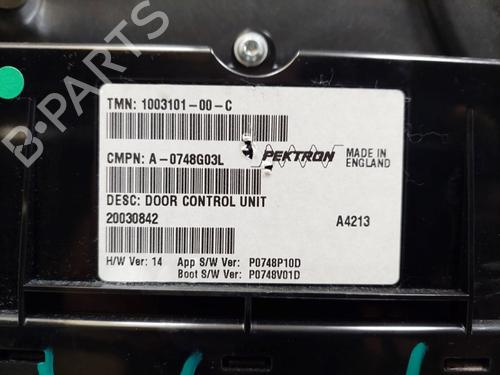 TMN: 1003101-00-C
CMPN: A-0748G03L
PEKTRON
MADE IN
ENGLAND
DESC: DOOR CONTROL UNIT
20030842
A4213
H/W Ver: 14 App S/W Ver: P0748P10D
Boot S/W Ver: P0748V01D
B-PARTS